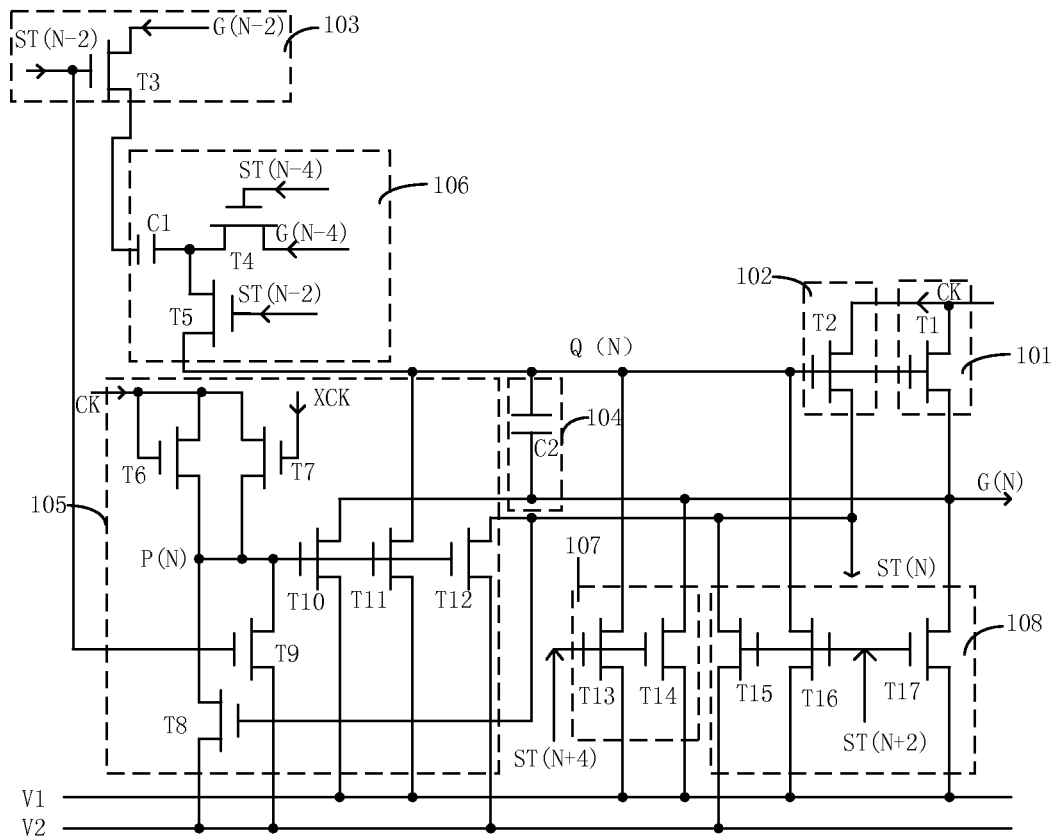 ST(N-2)
G(N-2)
103
T3
ST(N-4)
106
C1
G(N-4)
T4
ST(N-2)
T5
102
CK
T2
T1
Q (N)
101
CK
XCK
104
C2
T6
T7
G(N)
105
P(N)
107
ST(N)
T10
T11
T12
108
T9
T13
T14
T15
T16
T17
T8
ST(N+4)
ST(N+2)
V1
V2